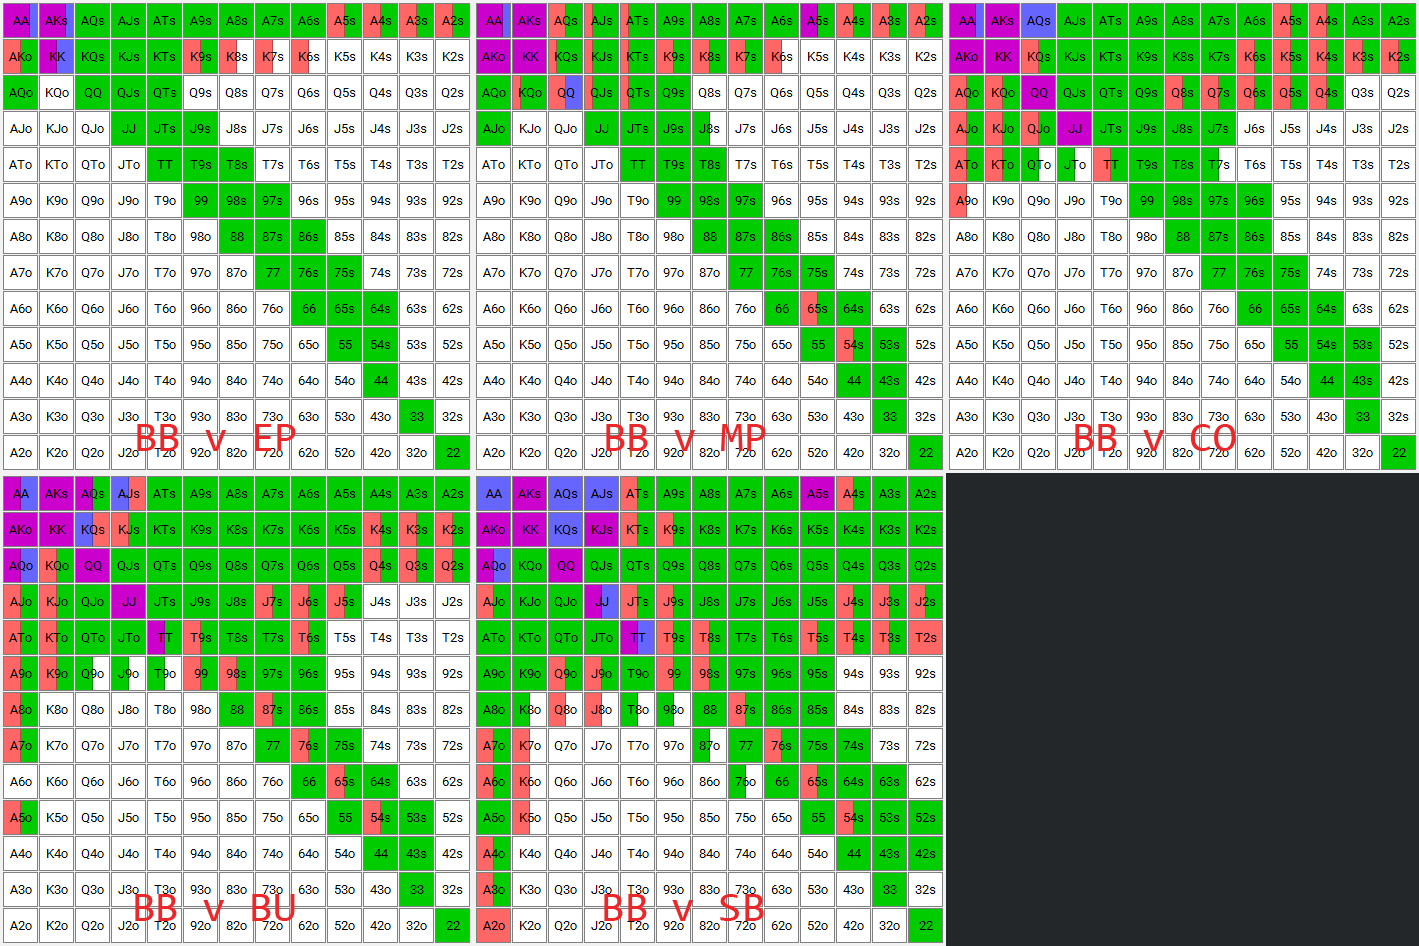 AA AKs AQs AJs ATs A9s A8s A7s A6s A5s A4s A3s A2s
AKo KK KQs KJs KTs K9s K8s K7s K6s K5s K4s K3s K2s
AQo KQo QQ QJs QTs Q9s Q8s Q7s Q6s Q5s Q4s Q3s Q2s
AJo KJo QJo JJ JTs J9s J8s J7s J6s J5s J4s J3s J2s
ATo KTo QTo JTo TT T9s T8s T7s T6s T5s T4s T3s T2s
A9o K9o Q9o J9o T9o 99 98s 97s 96s 95s 94s 93s 92s
A8o K8o Q8o J8o T8o 98o 88 87s 86s 85s 84s 83s 82s
A7o K7o Q7o J7o T7o 97o 87o 77 76s 75s 74s 73s 72s
A6o K6o Q6o J6o T6o 96o 86o 76o 66 65s 64s 63s 62s
A5o K5o Q5o J5o T5o 95o 85o 75o 65o 55 54s 53s 52s
A4o K4o Q4o J4o T4o 94o 84o 74o 64o 54o 44 43s 42s
A3o K3o Q3o J3o T3o 93o 83o 73o 63o 53o 43o 33 32s
BB v EP
A2o K2o Q2o J2o T2o 92o 82o 72o 62o 52o 42o 32o 22
AA AKs AQs AJs ATs A9s A8s A7s A6s A5s A4s A3s A2s
AKo KK KQs KJs KTs K9s K8s K7s K6s K5s K4s K3s K2s
AQo KQo QQ QJs QTs Q9s Q8s Q7s Q6s Q5s Q4s Q3s Q2s
AJo KJo QJo JJ JTs J9s J8s J7s J6s J5s J4s J3s J2s
ATo KTo QTo JTo TT T9s T8s T7s T6s T5s T4s T3s T2s
A9o K9o Q9o J9o T9o 99 98s 97s 96s 95s 94s 93s 92s
A8o K8o Q8o J8o T8o 98o 88 87s 86s 85s 84s 83s 82s
A7o K7o Q7o J7o T7o 97o 87o 77 76s 75s 74s 73s 72s
A6o K6o Q6o J6o T6o 96o 86o 76o 66 65s 64s 63s 62s
A5o K5o Q5o J5o T5o 95o 85o 75o 65o 55 54s 53s 52s
A4o K4o Q4o J4o T4o 94o 84o 74o 64o 54o 44 43s 42s
A3o K3o Q3o J3o T3o 93o 83o 73o 63o 53o 43o 33 32s
BB v MP
A2o K2o Q2o J2o T2o 92o 82o 72o 62o 52o 42o 32o 22
AA AKs AQs AJs ATs A9s A8s A7s A6s A5s A4s A3s A2s
AKo KK KQs KJs KTs K9s K8s K7s K6s K5s K4s K3s K2s
AQo KQo QQ QJs QTs Q9s Q8s Q7s Q6s Q5s Q4s Q3s Q2s
AJo KJo QJo JJ JTs J9s J8s J7s J6s J5s J4s J3s J2s
ATo KTo QTo JTo TT T9s T8s T7s T6s T5s T4s T3s T2s
A9o K9o Q9o J9o T9o 99 98s 97s 96s 95s 94s 93s 92s
A8o K8o Q8o J8o T8o 98o 88 87s 86s 85s 84s 83s 82s
A7o K7o Q7o J7o T7o 97o 87o 77 76s 75s 74s 73s 72s
A6o K6o Q6o J6o T6o 96o 86o 76o 66 65s 64s 63s 62s
A5o K5o Q5o J5o T5o 95o 85o 75o 65o 55 54s 53s 52s
A4o K4o Q4o J4o T4o 94o 84o 74o 64o 54o 44 43s 42s
A3o K3o Q3o J3o T3o 93o 83o 73o 63o 53o 43o 33 32s
BB v CO
A2o K2o Q2o J2o T2o 92o 82o 72o 62o 52o 42o 32o 22
AA AKs AQs AJs ATs A9s A8s A7s A6s A5s A4s A3s A2s
AKo KK KQs KJs KTs K9s K8s K7s K6s K5s K4s K3s K2s
AQo KQo QQ QJs QTs Q9s Q8s Q7s Q6s Q5s Q4s Q3s Q2s
AJo KJo QJo JJ JTs J9s J8s J7s J6s J5s J4s J3s J2s
ATo KTo QTo JTo TT T9s T8s T7s T6s T5s T4s T3s T2s
A9o K9o Q9o J9o T9o 99 98s 97s 96s 95s 94s 93s 92s
A8o K8o Q8o J8o T8o 98o 88 87s 86s 85s 84s 83s 82s
A7o K7o Q7o J7o T7o 97o 87o 77 76s 75s 74s 73s 72s
A6o K6o Q6o J6o T6o 96o 86o 76o 66 65s 64s 63s 62s
A5o K5o Q5o J5o T5o 95o 85o 75o 65o 55 54s 53s 52s
A4o K4o Q4o J4o T4o 94o 84o 74o 64o 54o 44 43s 42s
A3o K3o Q3o J3o T3o 93o 83o 73o 63o 53o 43o 33 32s
BB v BU
A2o K2o Q2o J2o T2o 92o 82o 72o 62o 52o 42o 32o 22
AA AKs AQs AJs ATs A9s A8s A7s A6s A5s A4s A3s A2s
AKo KK KQs KJs KTs K9s K8s K7s K6s K5s K4s K3s K2s
AQo KQo QQ QJs QTs Q9s Q8s Q7s Q6s Q5s Q4s Q3s Q2s
AJo KJo QJo JJ JTs J9s J8s J7s J6s J5s J4s J3s J2s
ATo KTo QTo JTo TT T9s T8s T7s T6s T5s T4s T3s T2s
A9o K9o Q9o J9o T9o 99 98s 97s 96s 95s 94s 93s 92s
A8o K8o Q8o J8o T8o 98o 88 87s 86s 85s 84s 83s 82s
A7o K7o Q7o J7o T7o 97o 87o 77 76s 75s 74s 73s 72s
A6o K6o Q6o J6o T6o 96o 86o 76o 66 65s 64s 63s 62s
A5o K5o Q5o J5o T5o 95o 85o 75o 65o 55 54s 53s 52s
A4o K4o Q4o J4o T4o 94o 84o 74o 64o 54o 44 43s 42s
A3o K3o Q3o J3o T3o 93o 83o 73o 63o 53o 43o 33 32s
BB v SB
A2o K2o Q2o J2o T2o 92o 82o 72o 62o 52o 42o 32o 22